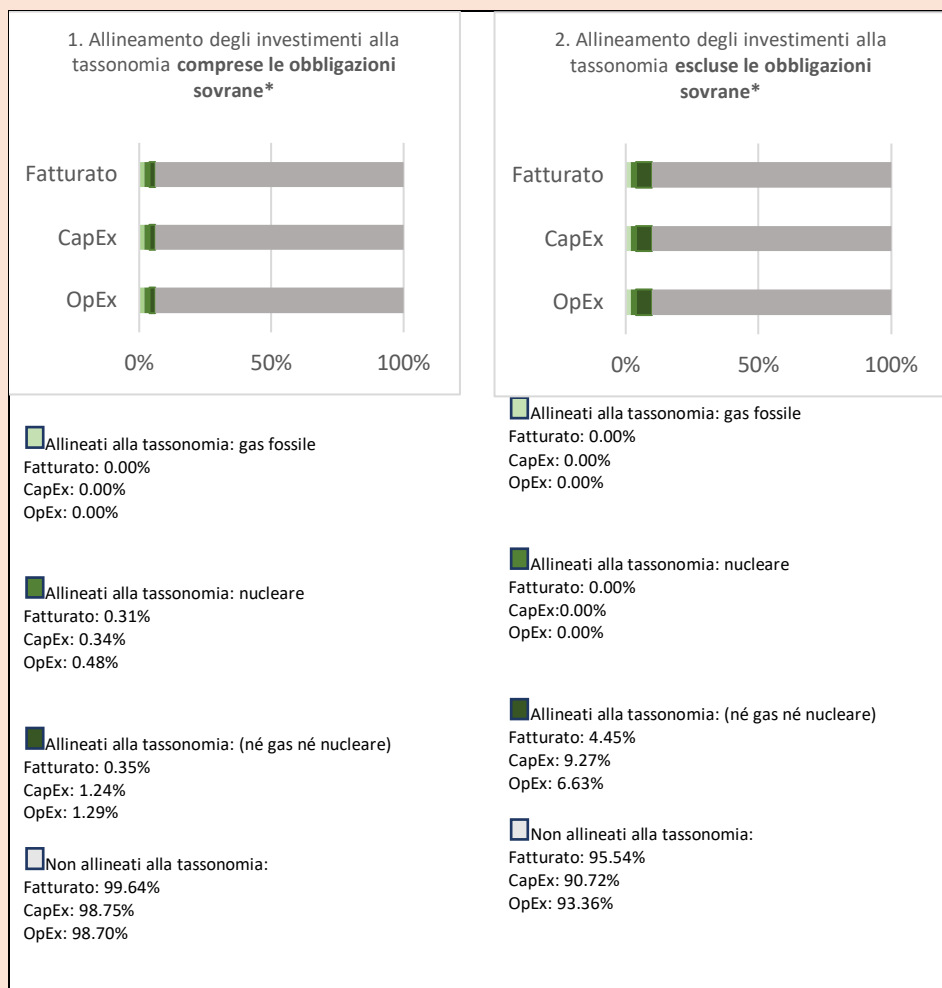 1. Allineamento degli investimenti alla
tassonomia comprese le obbligazioni
sovrane*
Fatturato
CapEx
OpEx
0%
50%
100%
Allineati alla tassonomia: gas fossile
Fatturato: 0.00%
CapEx: 0.00%
OpEx: 0.00%
Allineati alla tassonomia: nucleare
Fatturato: 0.31%
CapEx: 0.34%
OpEx: 0.48%
Allineati alla tassonomia: (né gas né nucleare)
Fatturato: 0.35%
CapEx: 1.24%
OpEx: 1.29%
Non allineati alla tassonomia:
Fatturato: 99.64%
CapEx: 98.75%
OpEx: 98.70%
2. Allineamento degli investimenti alla
tassonomia escluse le obbligazioni
sovrane*
Fatturato
CapEx
OpEx
0%
50%
100%
Allineati alla tassonomia: gas fossile
Fatturato: 0.00%
CapEx: 0.00%
OpEx: 0.00%
Allineati alla tassonomia: nucleare
Fatturato: 0.00%
CapEx:0.00%
OpEx: 0.00%
Allineati alla tassonomia: (né gas né nucleare)
Fatturato: 4.45%
CapEx: 9.27%
OpEx: 6.63%
Non allineati alla tassonomia:
Fatturato: 95.54%
CapEx: 90.72%
OpEx: 93.36%